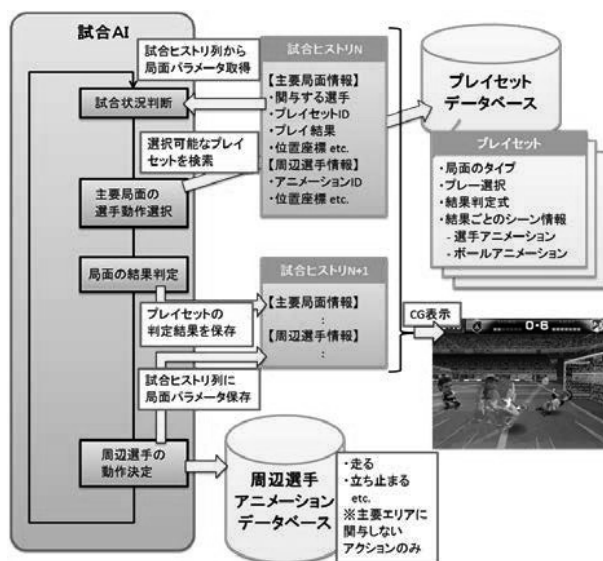 試合AI
試合ヒストリ列から
局面パラメータ取得
試合状況判断
選択可能なプレイ
セットを検索
主要局面の
選手動作選択
局面の結果判定
プレイセットの
判定結果を保存
試合ヒストリ列に
局面パラメータ保存
周辺選手の
動作決定
試合ヒストリN
【主要局面情報】
・関与する選手
・プレイセットID
・プレイ結果
・位置座標 etc.
【周辺選手情報】
・アニメーションID
・位置座標 etc.
試合ヒストリN+1
【主要局面情報】
:
【周辺選手情報】
:
プレイセット
データベース
プレイセット
・局面のタイプ
・プレー選択
・結果判定式
・結果ごとのシーン情報
- 選手アニメーション
- ボールアニメーション
CG表示
0-6
周辺選手
アニメーション
データベース
・走る
・立ち止まる
etc.
※主要エリアに
関与しない
アクションのみ